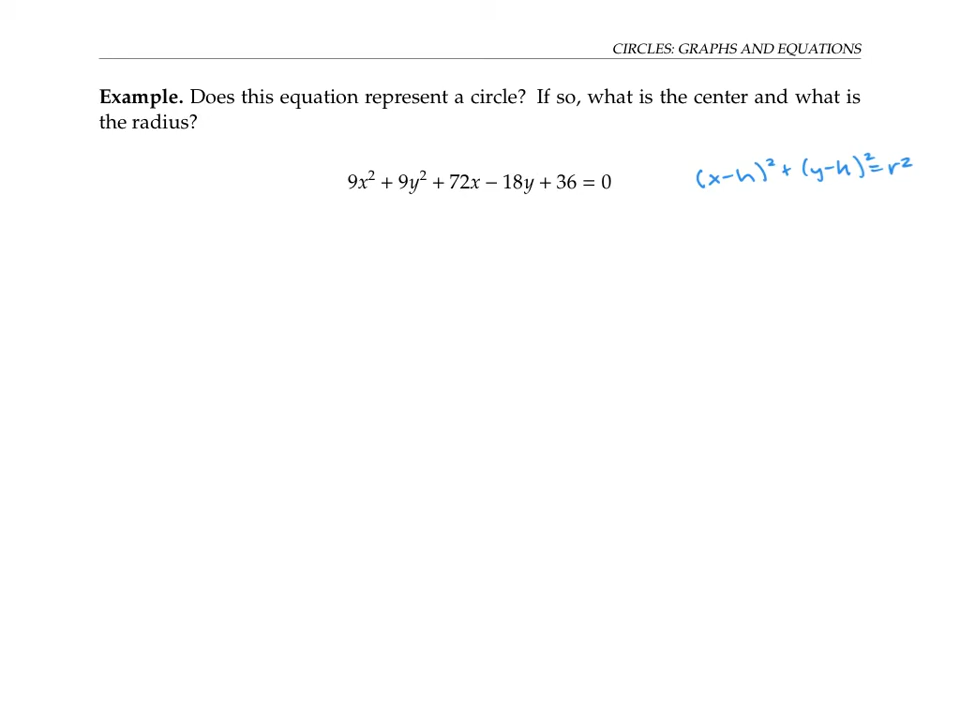 CIRCLES: GRAPHS AND EQUATIONS
Example. Does this equation represent a circle? If so, what is the center and what is
the radius?
9x² + 9y² + 72x − 18y + 36 = 0
(x-h)² + (y-k)² = r²